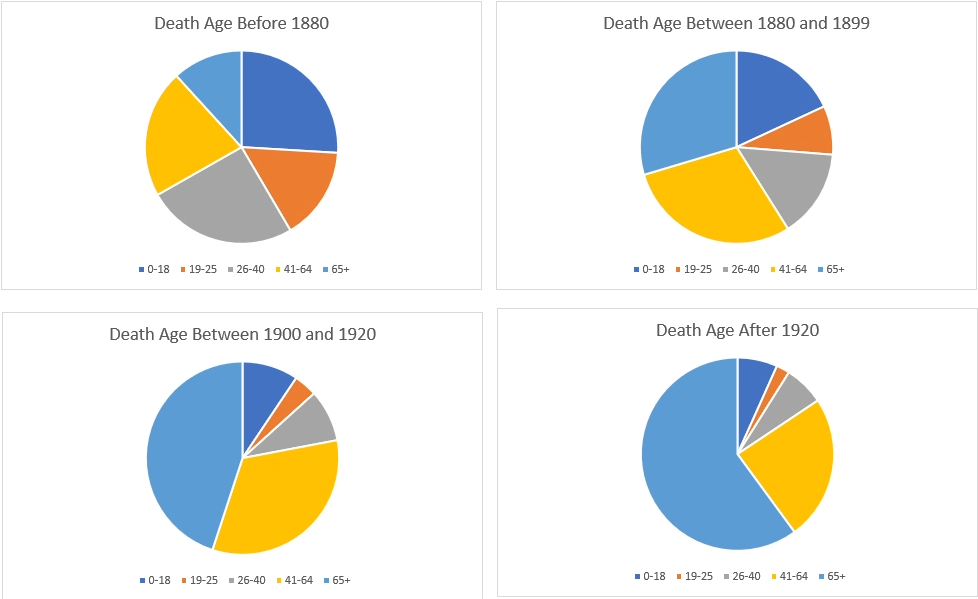 Death Age Before 1880
0-18 19-25 26-40 41-64 65+
Death Age Between 1880 and 1899
0-18 19-25 26-40 41-64 65+
Death Age Between 1900 and 1920
0-18 19-25 26-40 41-64 65+
Death Age After 1920
0-18 19-25 26-40 41-64 65+